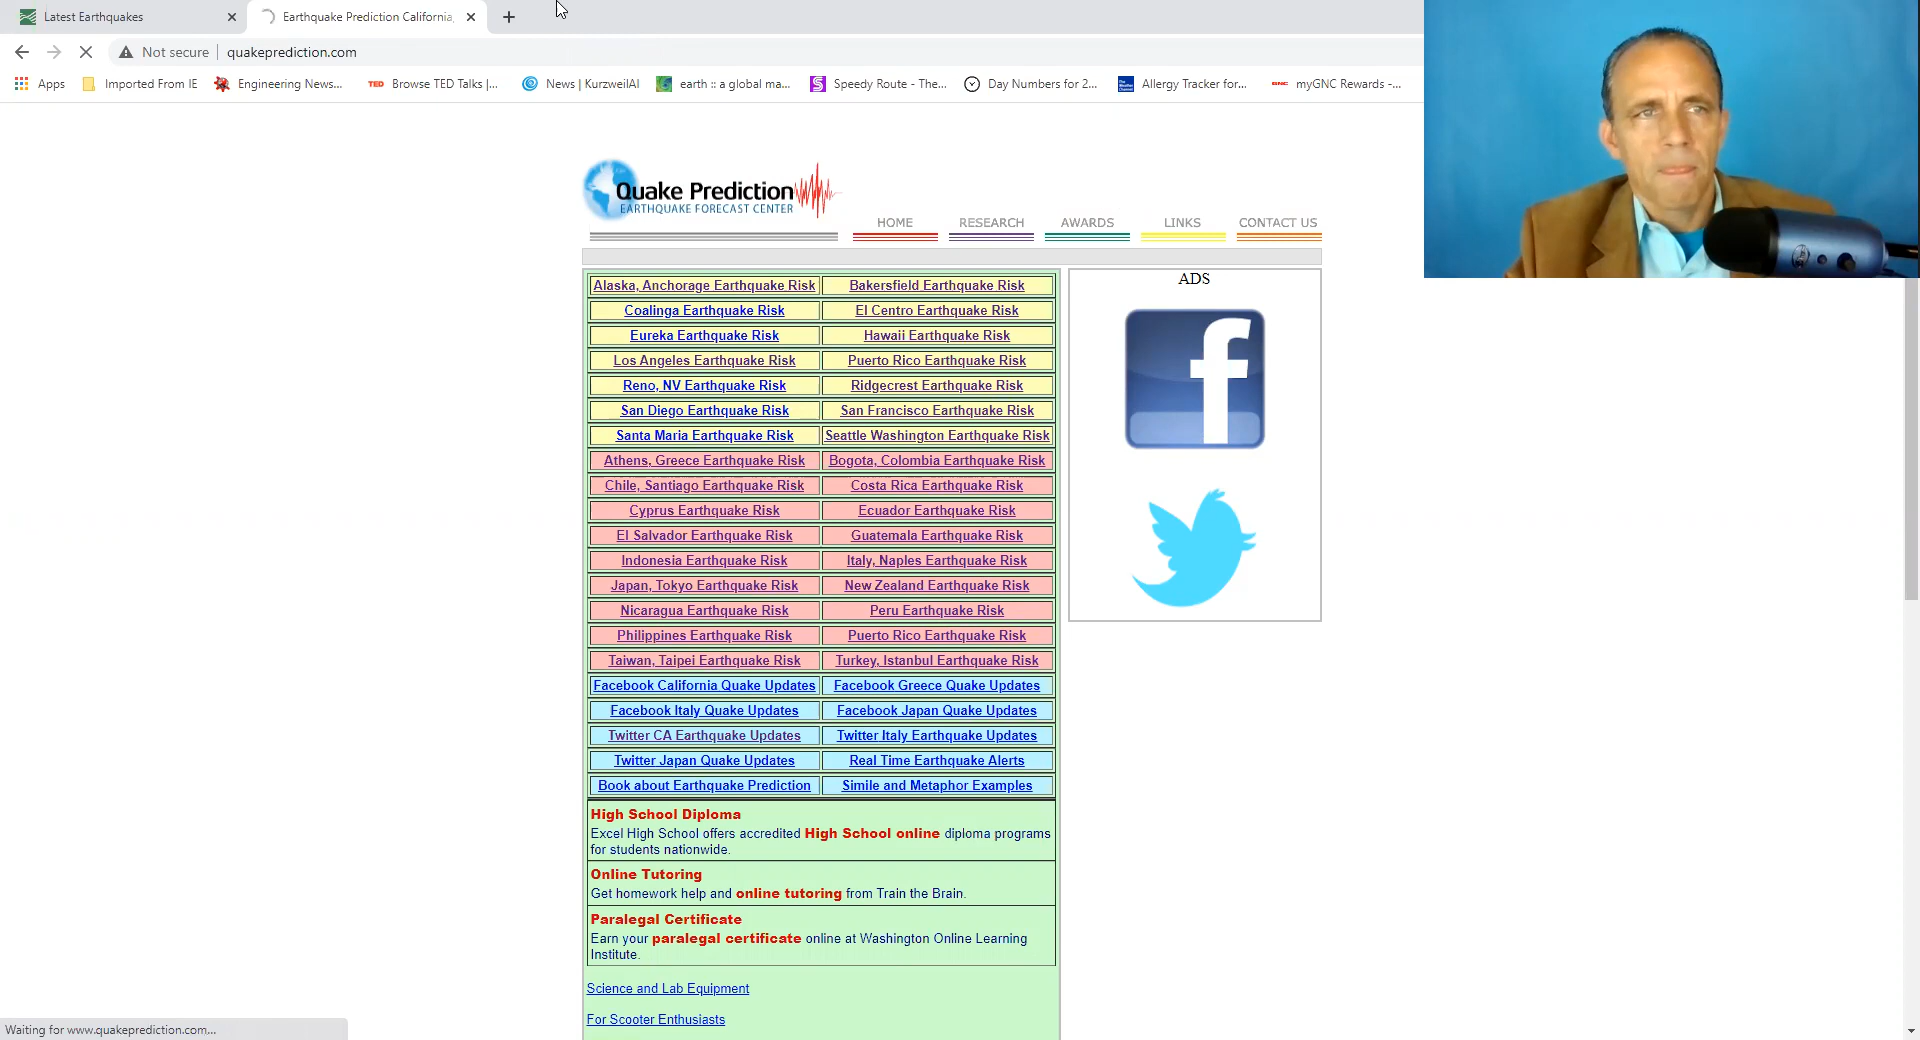 Latest Earthquakes
Earthquake Prediction California,
Not secure
quakeprediction.com
Apps
Imported From IE
Engineering News...
TED
Browse TED Talks |...
News | KurzweilAI
earth :: a global ma...
Speedy Route - The...
Day Numbers for 2...
Allergy Tracker for...
GNC
myGNC Rewards -...
Quake Prediction
EARTHQUAKE FORECAST CENTER
HOME
RESEARCH
AWARDS
LINKS
CONTACT US
Alaska, Anchorage Earthquake Risk
Bakersfield Earthquake Risk
Coalinga Earthquake Risk
El Centro Earthquake Risk
Eureka Earthquake Risk
Hawaii Earthquake Risk
Los Angeles Earthquake Risk
Puerto Rico Earthquake Risk
Reno, NV Earthquake Risk
Ridgecrest Earthquake Risk
San Diego Earthquake Risk
San Francisco Earthquake Risk
Santa Maria Earthquake Risk
Seattle Washington Earthquake Risk
Athens, Greece Earthquake Risk
Bogota, Colombia Earthquake Risk
Chile, Santiago Earthquake Risk
Costa Rica Earthquake Risk
Cyprus Earthquake Risk
Ecuador Earthquake Risk
El Salvador Earthquake Risk
Guatemala Earthquake Risk
Indonesia Earthquake Risk
Italy, Naples Earthquake Risk
Japan, Tokyo Earthquake Risk
New Zealand Earthquake Risk
Nicaragua Earthquake Risk
Peru Earthquake Risk
Philippines Earthquake Risk
Puerto Rico Earthquake Risk
Taiwan, Taipei Earthquake Risk
Turkey, Istanbul Earthquake Risk
Facebook California Quake Updates
Facebook Greece Quake Updates
Facebook Italy Quake Updates
Facebook Japan Quake Updates
Twitter CA Earthquake Updates
Twitter Italy Earthquake Updates
Twitter Japan Quake Updates
Real Time Earthquake Alerts
Book about Earthquake Prediction
Simile and Metaphor Examples
High School Diploma
Excel High School offers accredited High School online diploma programs
for students nationwide.
Online Tutoring
Get homework help and online tutoring from Train the Brain.
Paralegal Certificate
Earn your paralegal certificate online at Washington Online Learning
Institute.
Science and Lab Equipment
For Scooter Enthusiasts
ADS
f
Waiting for www.quakeprediction.com...